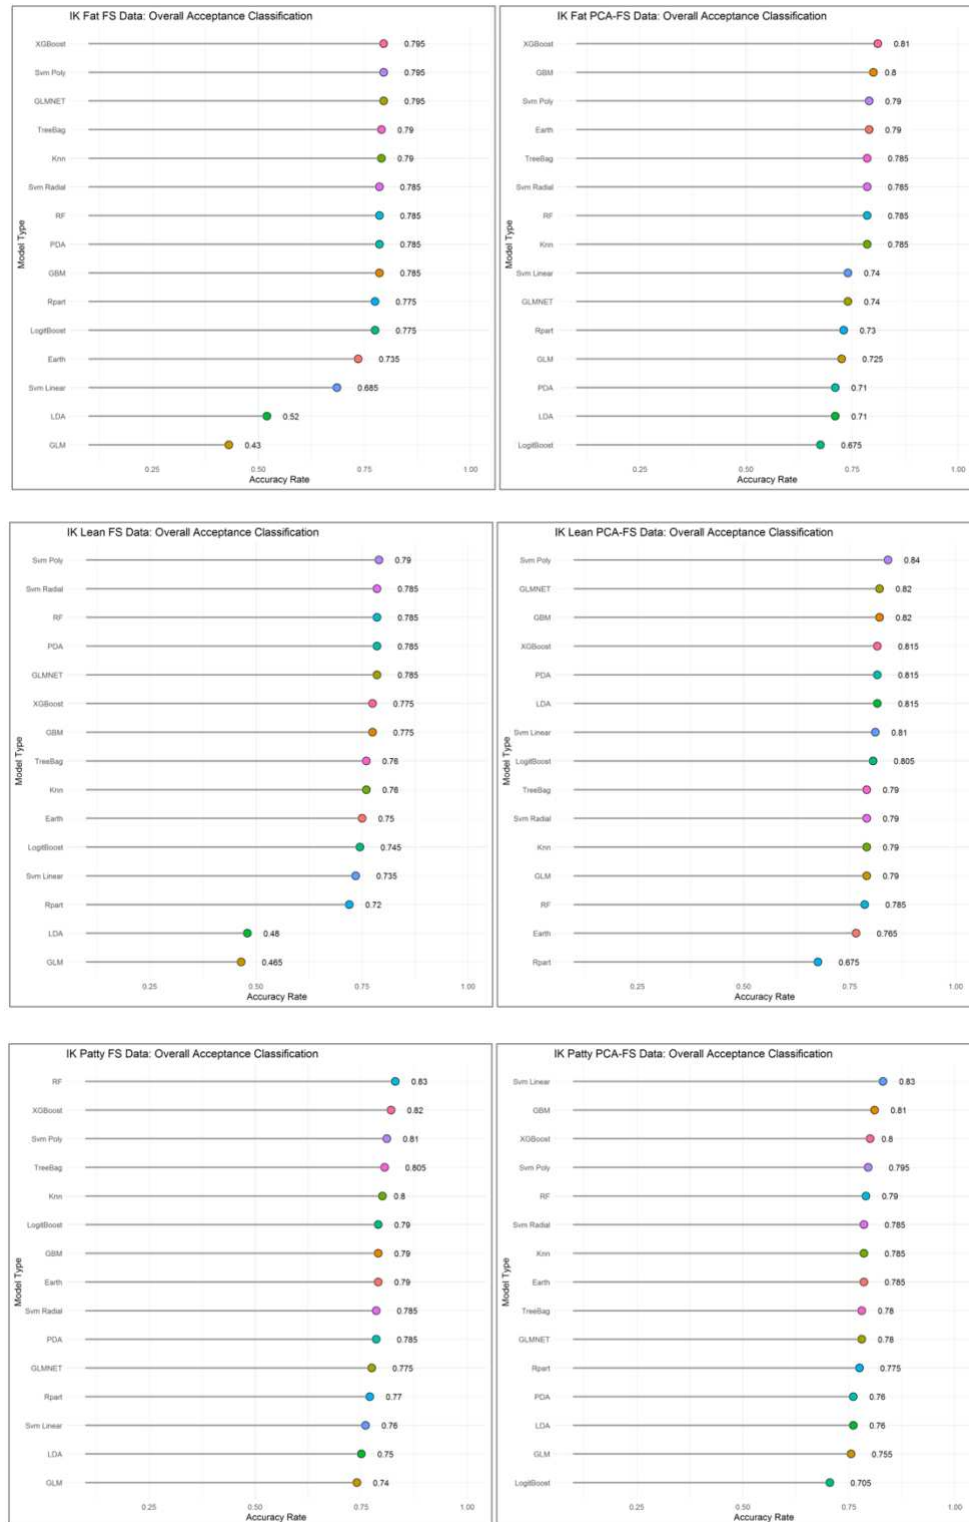 IK Fat FS Data: Overall Acceptance Classification
XGBoost 0.795
Svm Poly 0.795
GLMNET 0.795
TreeBag 0.79
Knn 0.79
Svm Radial 0.785
RF 0.785
PDA 0.785
GBM 0.785
Rpart 0.775
LogitBoost 0.775
Earth 0.735
Svm Linear 0.685
LDA 0.52
GLM 0.43
Model Type
0.25 0.50 0.75 1.00
Accuracy Rate
IK Fat PCA-FS Data: Overall Acceptance Classification
XGBoost 0.81
GBM 0.8
Svm Poly 0.79
Earth 0.79
TreeBag 0.785
Svm Radial 0.785
RF 0.785
Knn 0.785
Svm Linear 0.74
GLMNET 0.74
Rpart 0.73
GLM 0.725
PDA 0.71
LDA 0.71
LogitBoost 0.675
Model Type
0.25 0.50 0.75 1.00
Accuracy Rate
IK Lean FS Data: Overall Acceptance Classification
Svm Poly 0.79
Svm Radial 0.785
RF 0.785
PDA 0.785
GLMNET 0.785
XGBoost 0.775
GBM 0.775
TreeBag 0.76
Knn 0.76
Earth 0.75
LogitBoost 0.745
Svm Linear 0.735
Rpart 0.72
LDA 0.48
GLM 0.465
Model Type
0.25 0.50 0.75 1.00
Accuracy Rate
IK Lean PCA-FS Data: Overall Acceptance Classification
Svm Poly 0.84
GLMNET 0.82
GBM 0.82
XGBoost 0.815
PDA 0.815
LDA 0.815
Svm Linear 0.81
LogitBoost 0.805
TreeBag 0.79
Svm Radial 0.79
Knn 0.79
GLM 0.79
RF 0.785
Earth 0.765
Rpart 0.675
Model Type
0.25 0.50 0.75 1.00
Accuracy Rate
IK Patty FS Data: Overall Acceptance Classification
RF 0.83
XGBoost 0.82
Svm Poly 0.81
TreeBag 0.805
Knn 0.8
LogitBoost 0.79
GBM 0.79
Earth 0.79
Svm Radial 0.785
PDA 0.785
GLMNET 0.775
Rpart 0.77
Svm Linear 0.76
LDA 0.75
GLM 0.74
Model Type
0.25 0.50 0.75 1.00
Accuracy Rate
IK Patty PCA-FS Data: Overall Acceptance Classification
Svm Linear 0.83
GBM 0.81
XGBoost 0.8
Svm Poly 0.795
RF 0.79
Svm Radial 0.785
Knn 0.785
Earth 0.785
TreeBag 0.78
GLMNET 0.78
Rpart 0.775
PDA 0.76
LDA 0.76
GLM 0.755
LogitBoost 0.705
Model Type
0.25 0.50 0.75 1.00
Accuracy Rate